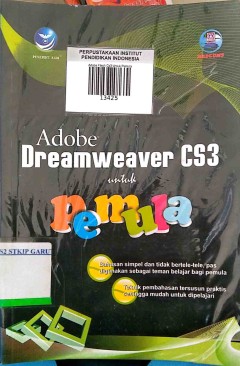 PERPUSTAKAAN INSTITUT
PENDIDIKAN INDONESIA
13425
Adobe
Dreamweaver CS3
untuk
pemula
Bahasan simpel dan tidak bertele-tele, pas
digunakan sebagai teman belajar bagi pemula
pembahasan tersusun praktis
sehingga mudah untuk dipelajari
S2 STKIP GARUT